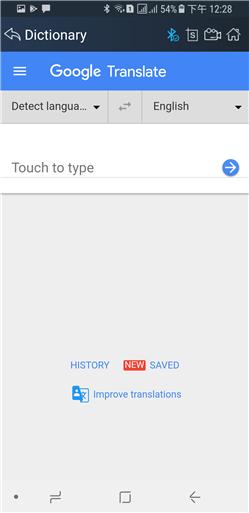 54% 下午 12:28
Dictionary
S
Google Translate
Detect langua... English
Touch to type
HISTORY NEW SAVED
Improve translations